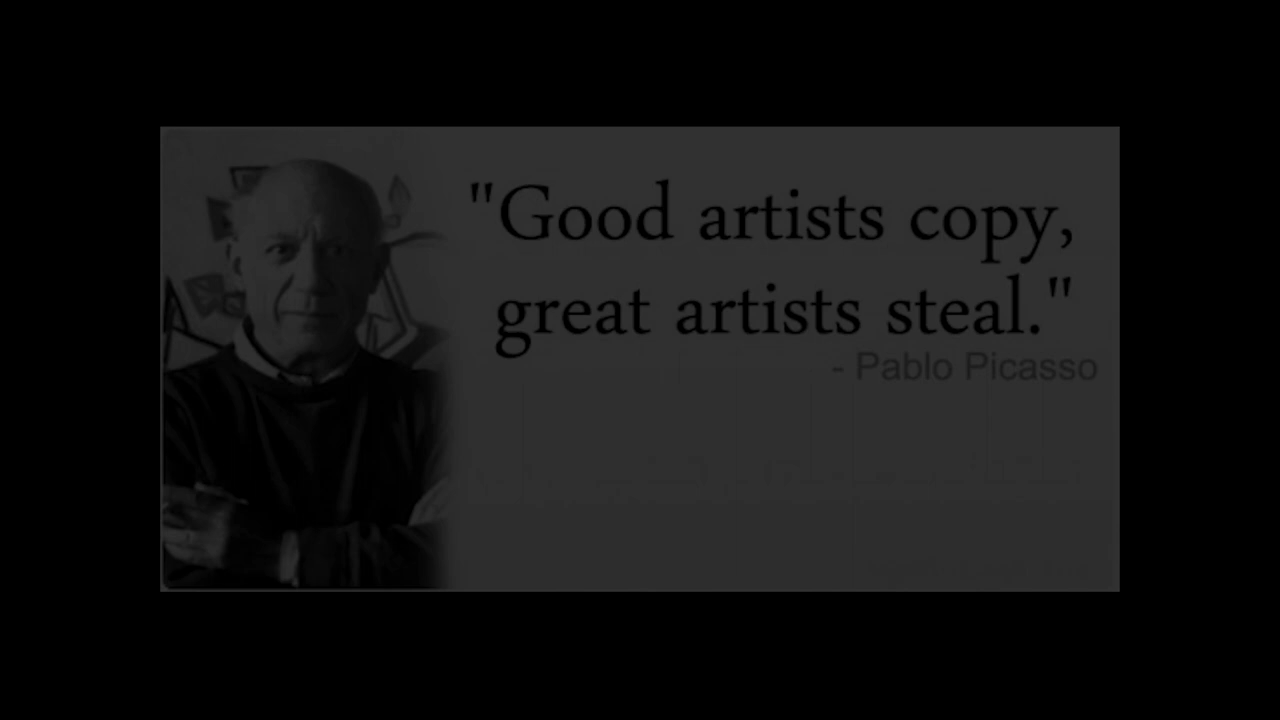 "Good artists copy,
great artists steal."
- Pablo Picasso